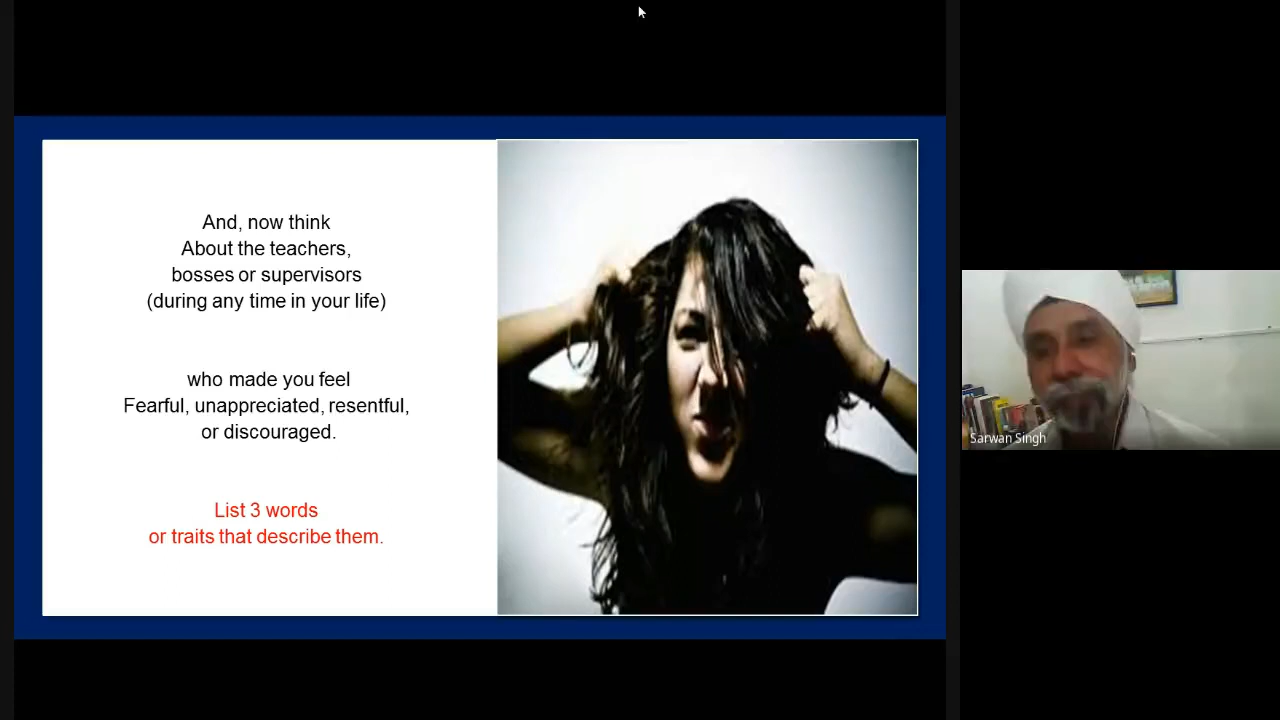 And, now think
About the teachers,
bosses or supervisors
(during any time in your life)
who made you feel
Fearful, unappreciated, resentful,
or discouraged.
List 3 words
or traits that describe them.
Sarwan Singh